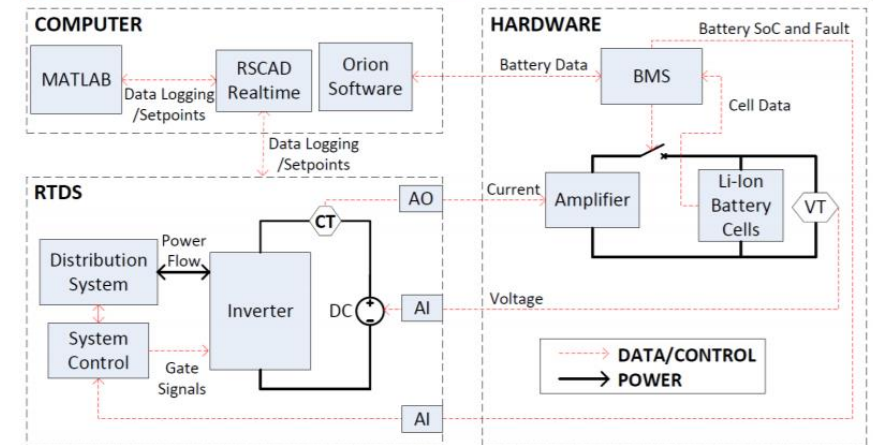 COMPUTER
MATLAB
Data Logging
/Setpoints
RSCAD
Realtime
Orion
Software
Data Logging
/Setpoints
HARDWARE
Battery SoC and Fault
Battery Data
BMS
Cell Data
Current
Amplifier
Li-Ion
Battery
Cells
VT
Voltage
DATA/CONTROL
POWER
RTDS
AO
CT
Power
Flow
Distribution
System
Inverter
DC
+
-
AI
System
Control
Gate
Signals
AI